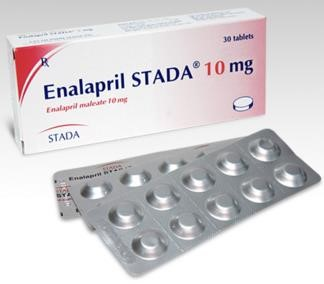 ℞
30 tablets
Enalapril STADA® 10 mg
Enalapril maleate 10 mg
STADA